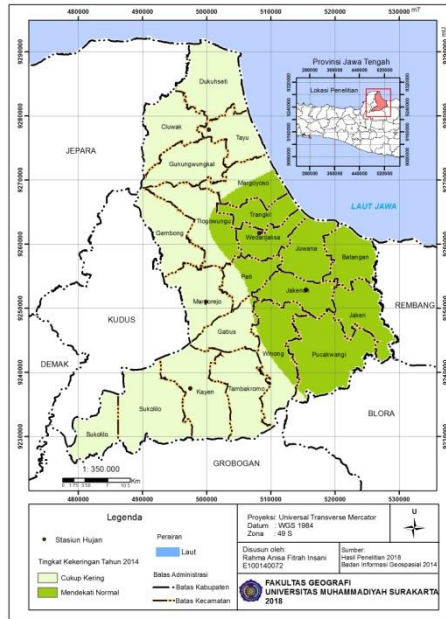 480000 490000 500000 510000 520000 530000 mT
9290000 9280000 9270000 9260000 9250000 9240000 9230000
Provinsi Jawa Tengah
Lokasi Penelitian
Dukuhseti
Cluwak
Tayu
JEPARA
Gunungwungkal
Margoyoso
LAUT JAWA
Trangkil
Tlogowungu
Wedarijaksa
Gembong
Juwana
Batangan
Pati
Jakenan
Margorejo
REMBANG
KUDUS
Jaken
Gabus
DEMAK
Winong
Pucakwangi
Kayen
Tambakromo
Sukolilo
BLORA
Sukolilo
GROBOGAN
1: 350.000
Km
480000 490000 500000 510000 520000 530000
Legenda
Stasiun Hujan
Perairan
Laut
Tingkat Kekeringan Tahun 2014
Cukup Kering
Mendekati Normal
Batas Administrasi
Batas Kabupaten
Batas Kecamatan
Proyeksi: Universal Transverse Mercator
Datum : WGS 1984
Zona : 49 S
U
Disusun oleh:
Rahma Anisa Fitrah Insani
E100140072
Sumber:
Hasil Penelitian 2018
Badan Informasi Geospasial 2014
FAKULTAS GEOGRAFI
UNIVERSITAS MUHAMMADIYAH SURAKARTA
2018